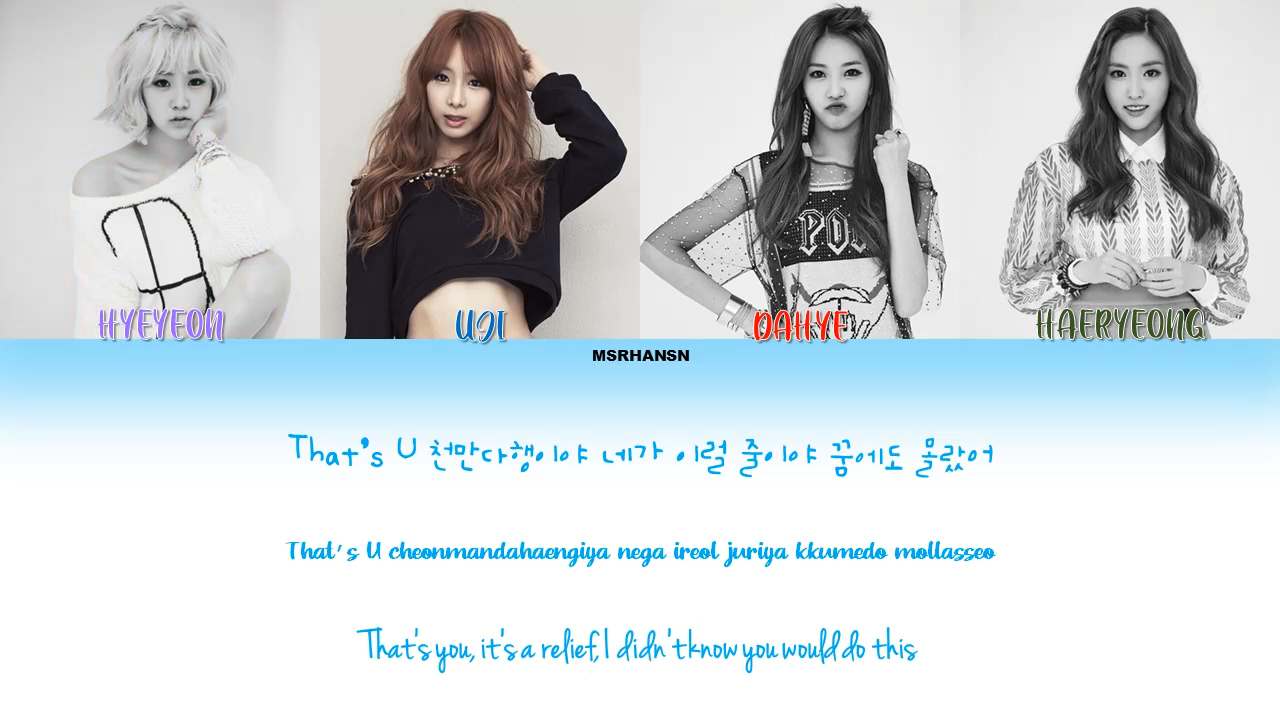 HYEYEON
UJI
DAHYE
HAERYEONG
MSRHANSN
That's U 천만다행이야 네가 이럴 줄이야 꿈에도 몰랐어
That's U cheonmandahaengiya nega ireol juriya kkumedo mollasseo
That's you, it's a relief, I didn't know you would do this